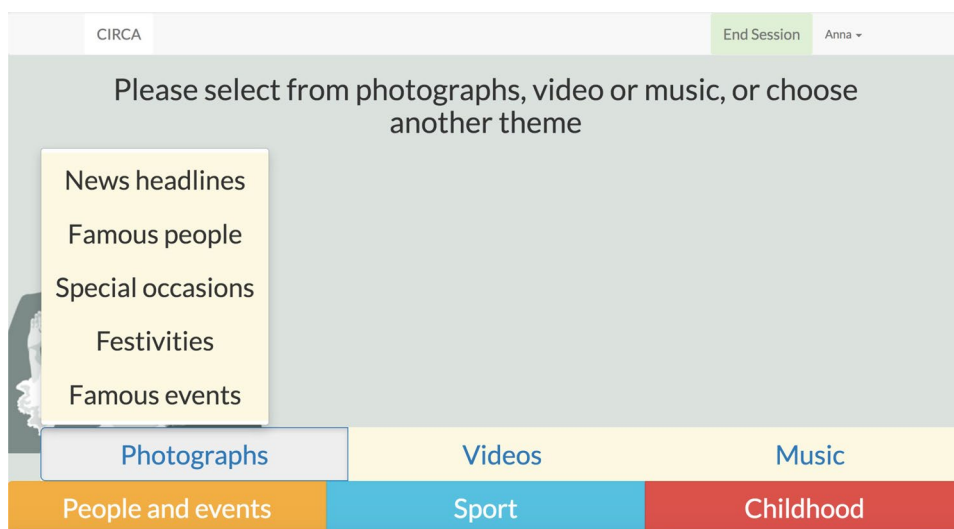 CIRCA
End Session
Anna
Please select from photographs, video or music, or choose
another theme
News headlines
Famous people
Special occasions
Festivities
Famous events
Photographs
Videos
Music
People and events
Sport
Childhood